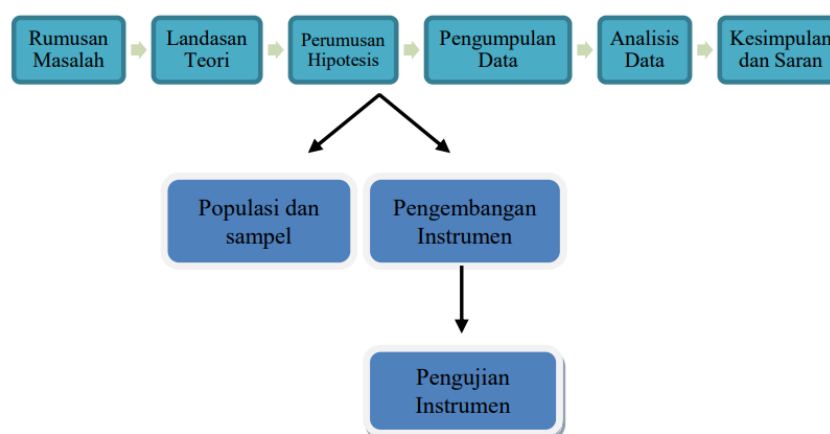 Rumusan
Masalah
Landasan
Teori
Perumusan
Hipotesis
Pengumpulan
Data
Analisis
Data
Kesimpulan
dan Saran
Populasi dan
sampel
Pengembangan
Instrumen
Pengujian
Instrumen